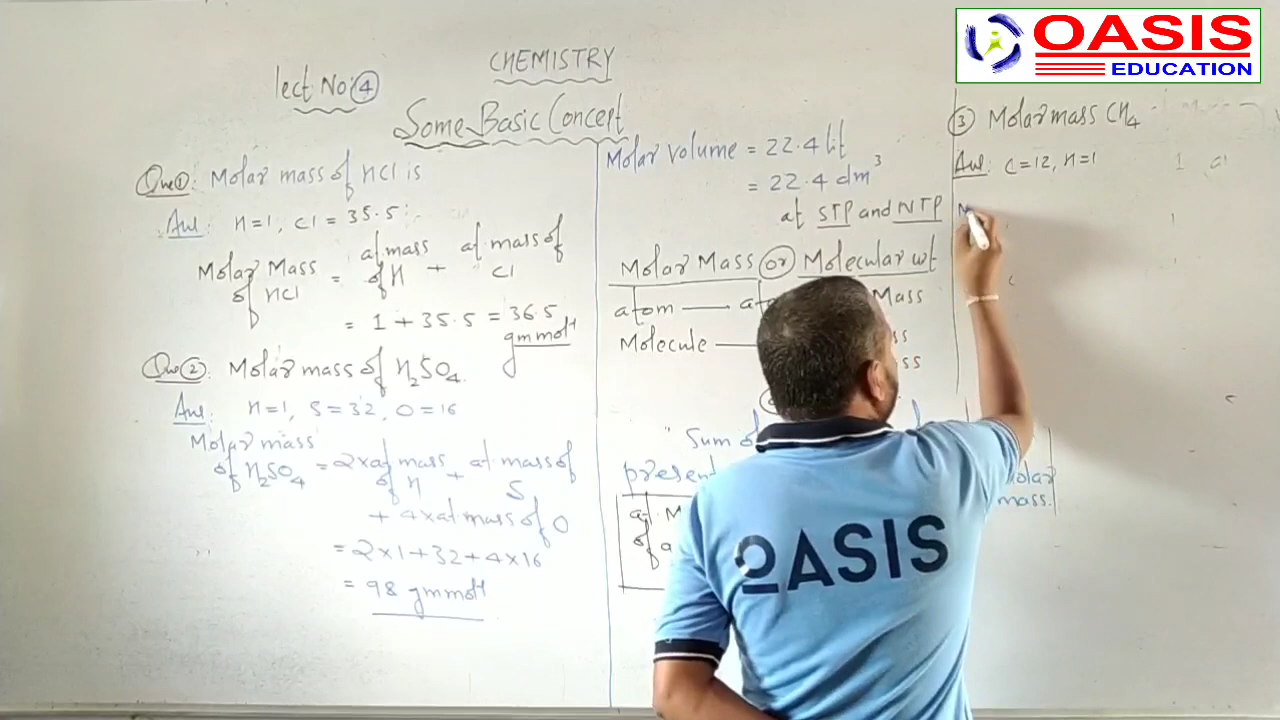 OASIS
EDUCATION
CHEMISTRY
Lect No: 4
Some Basic Concept
Que 1: Molar mass of HCl is
Ans: H=1, Cl = 35.5
Molar Mass of HCl = at mass of H + at mass of Cl
= 1 + 35.5 = 36.5 gm mol-1
Que 2: Molar mass of H2SO4.
Ans: H=1, S=32, O=16
Molar mass of H2SO4 = 2×at mass of H + at mass of S
+ 4×at mass of O
= 2×1+32+4×16
= 98 gm mol-1
Molar volume = 22.4 lit
= 22.4 dm3
at STP and NTP
Molar Mass or Molecular wt
atom — Mass
Molecule —
Sum of
present molar
mass.
3 Molar mass CH4
Ans: C=12, H=1
OASIS